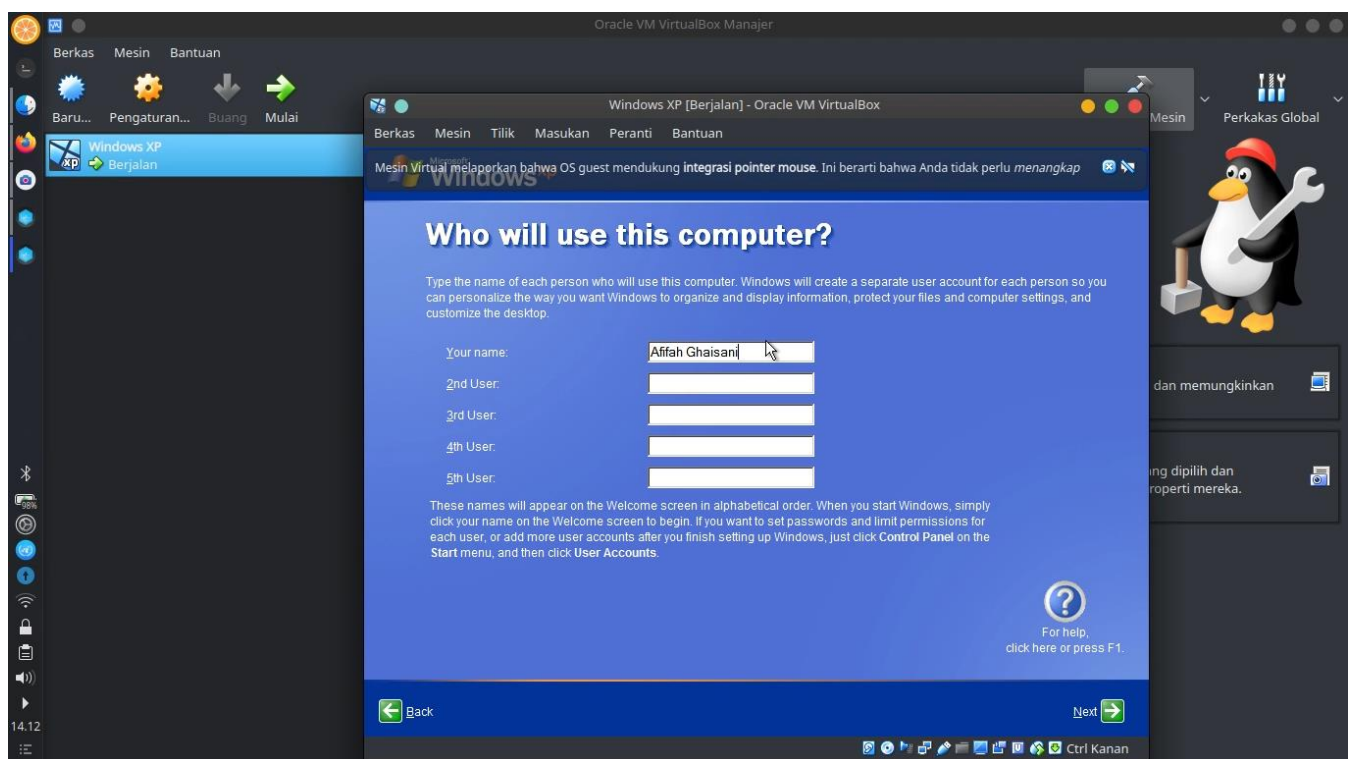 Oracle VM VirtualBox Manajer
Berkas Mesin Bantuan
Baru... Pengaturan... Buang Mulai
Mesin Perkakas Global
Windows XP
Berjalan
XP
98%
14.12
Windows XP [Berjalan] - Oracle VM VirtualBox
Berkas Mesin Tilik Masukan Peranti Bantuan
Mesin Virtual melaporkan bahwa OS guest mendukung integrasi pointer mouse. Ini berarti bahwa Anda tidak perlu menangkap
Microsoft
Windows XP
Who will use this computer?
Type the name of each person who will use this computer. Windows will create a separate user account for each person so you
can personalize the way you want Windows to organize and display information, protect your files and computer settings, and
customize the desktop.
Your name: Afifah Ghaisani
2nd User:
3rd User:
4th User:
5th User:
These names will appear on the Welcome screen in alphabetical order. When you start Windows, simply
click your name on the Welcome screen to begin. If you want to set passwords and limit permissions for
each user, or add more user accounts after you finish setting up Windows, just click Control Panel on the
Start menu, and then click User Accounts.
For help,
click here or press F1.
Back Next
Ctrl Kanan
dan memungkinkan
dipilih dan
mereka.